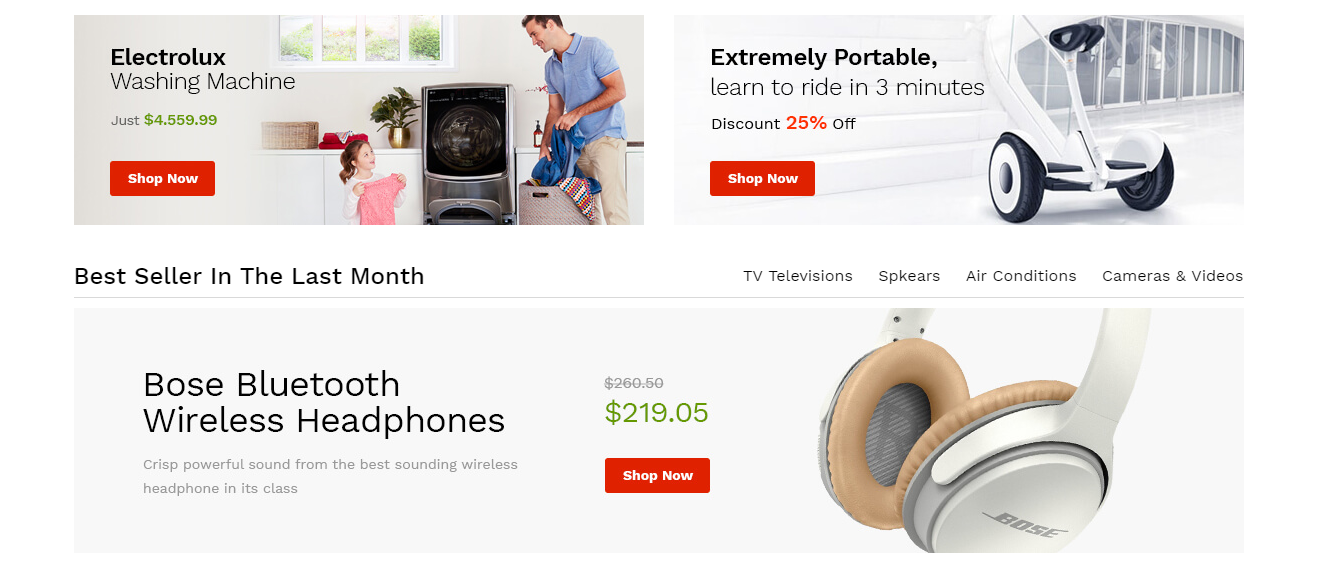 Electrolux
Washing Machine
Just $4.559.99
Shop Now
Extremely Portable,
learn to ride in 3 minutes
Discount 25% Off
Shop Now
Best Seller In The Last Month
TV Televisions
Spkears
Air Conditions
Cameras & Videos
Bose Bluetooth
Wireless Headphones
Crisp powerful sound from the best sounding wireless
headphone in its class
$260.50
$219.05
Shop Now
BOSE